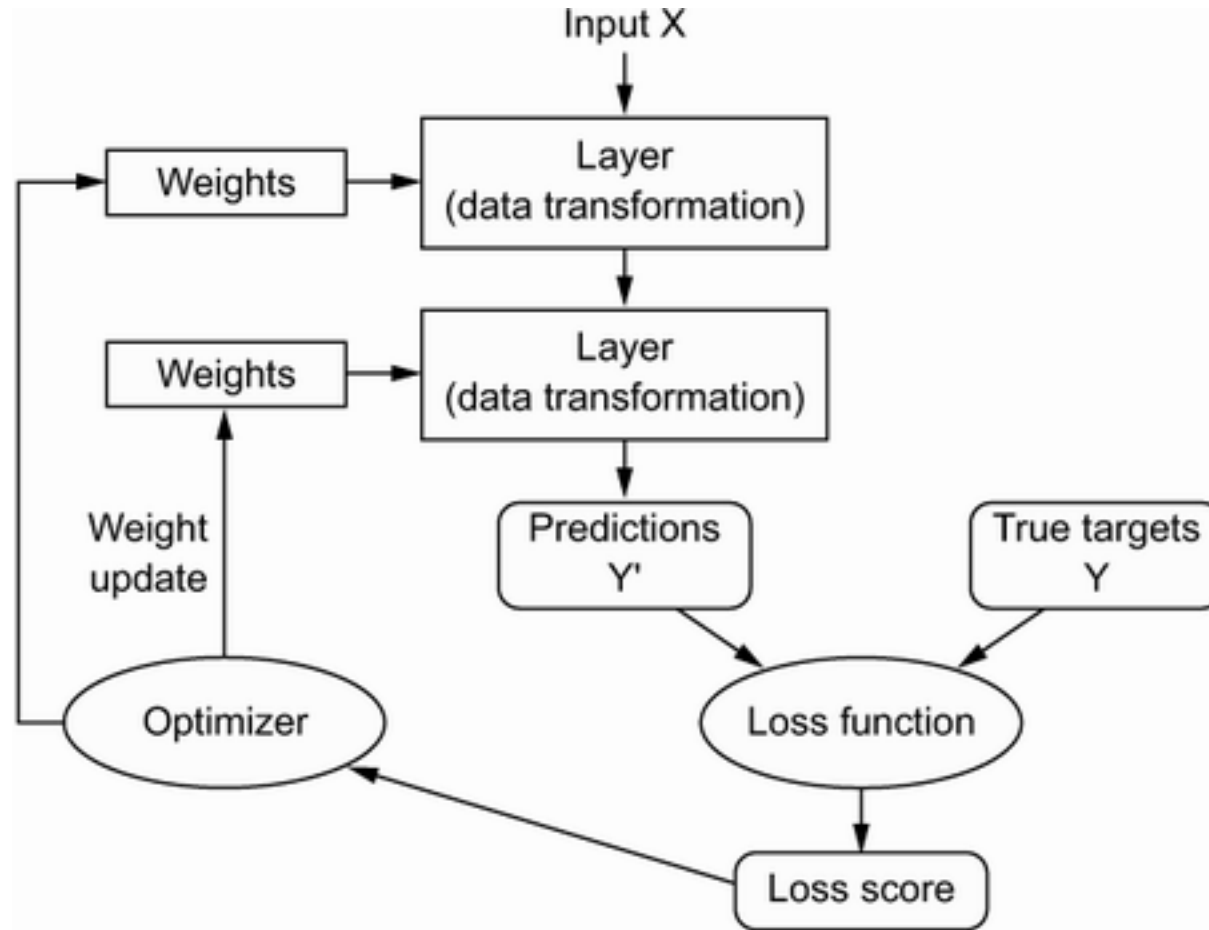 Input X
Weights
Layer
(data transformation)
Weights
Layer
(data transformation)
Weight
update
Predictions
Y'
True targets
Y
Optimizer
Loss function
Loss score